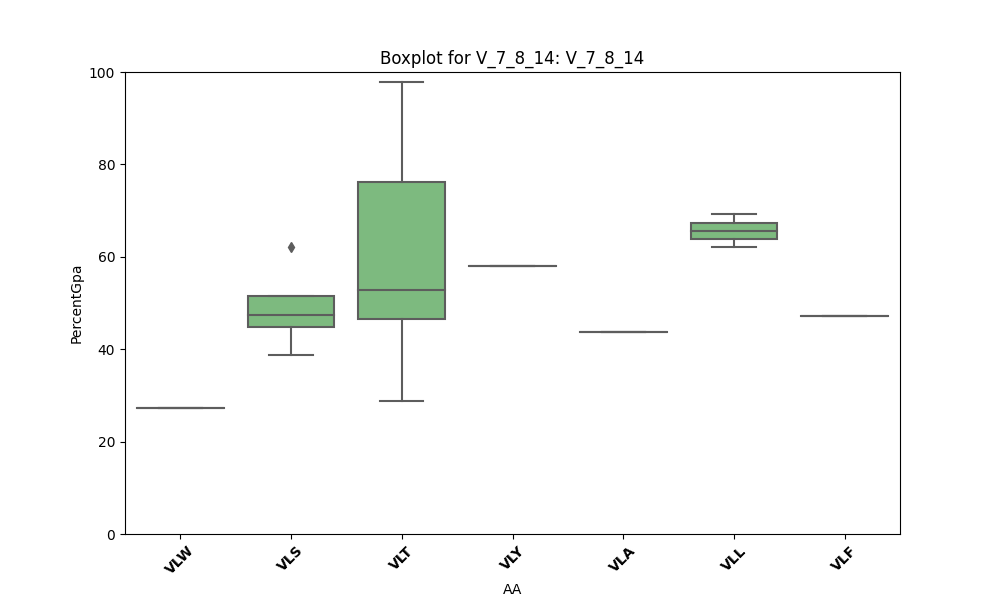 Boxplot for V_7_8_14: V_7_8_14
100
80
60
40
20
0
PercentGpa
VLW
VLS
VLT
VLY
VLA
VLL
VLF
AA